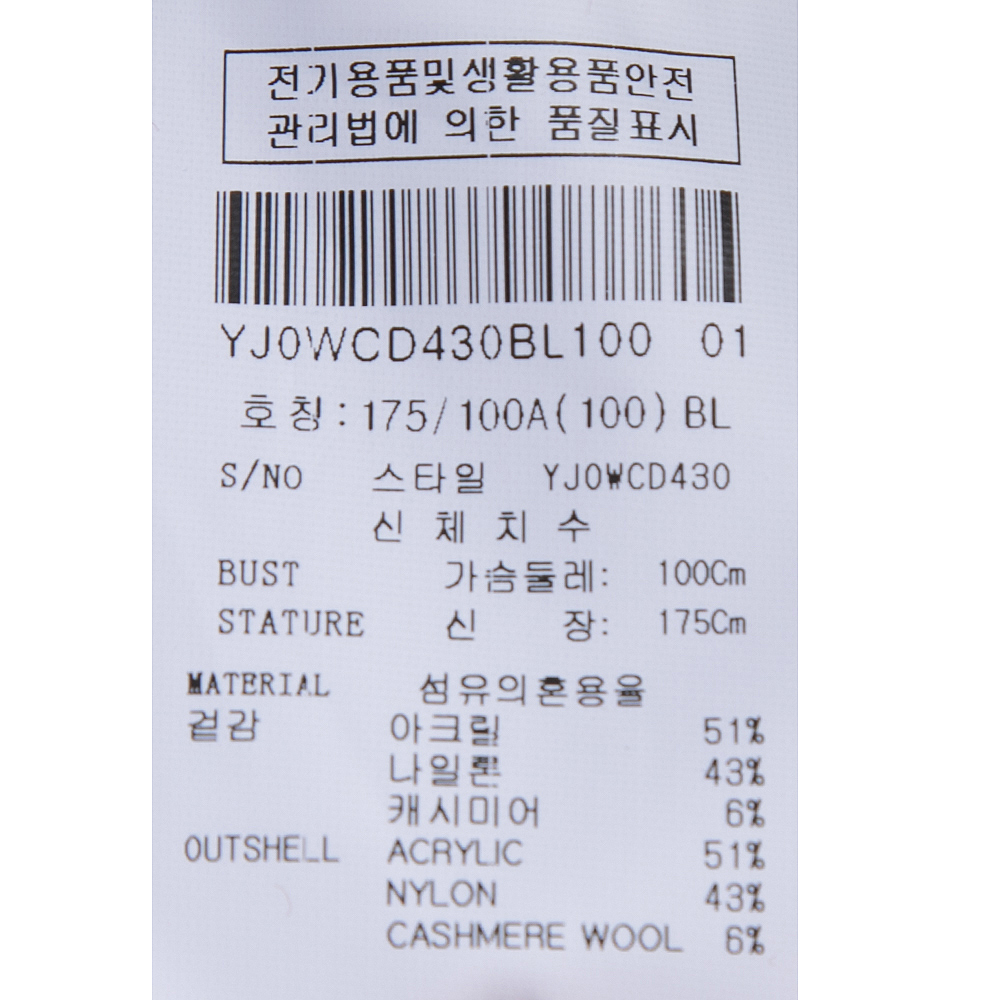 전기용품및생활용품안전
관리법에 의한 품질표시
YJ0WCD430BL100 01
호칭:175/100A(100)BL
S/NO 스타일 YJ0WCD430
신체치수
BUST 가슴둘레: 100Cm
STATURE 신 장: 175Cm
MATERIAL 섬유의혼용율
겉감 아크릴 51%
나일론 43%
캐시미어 6%
OUTSHELL ACRYLIC 51%
NYLON 43%
CASHMERE WOOL 6%